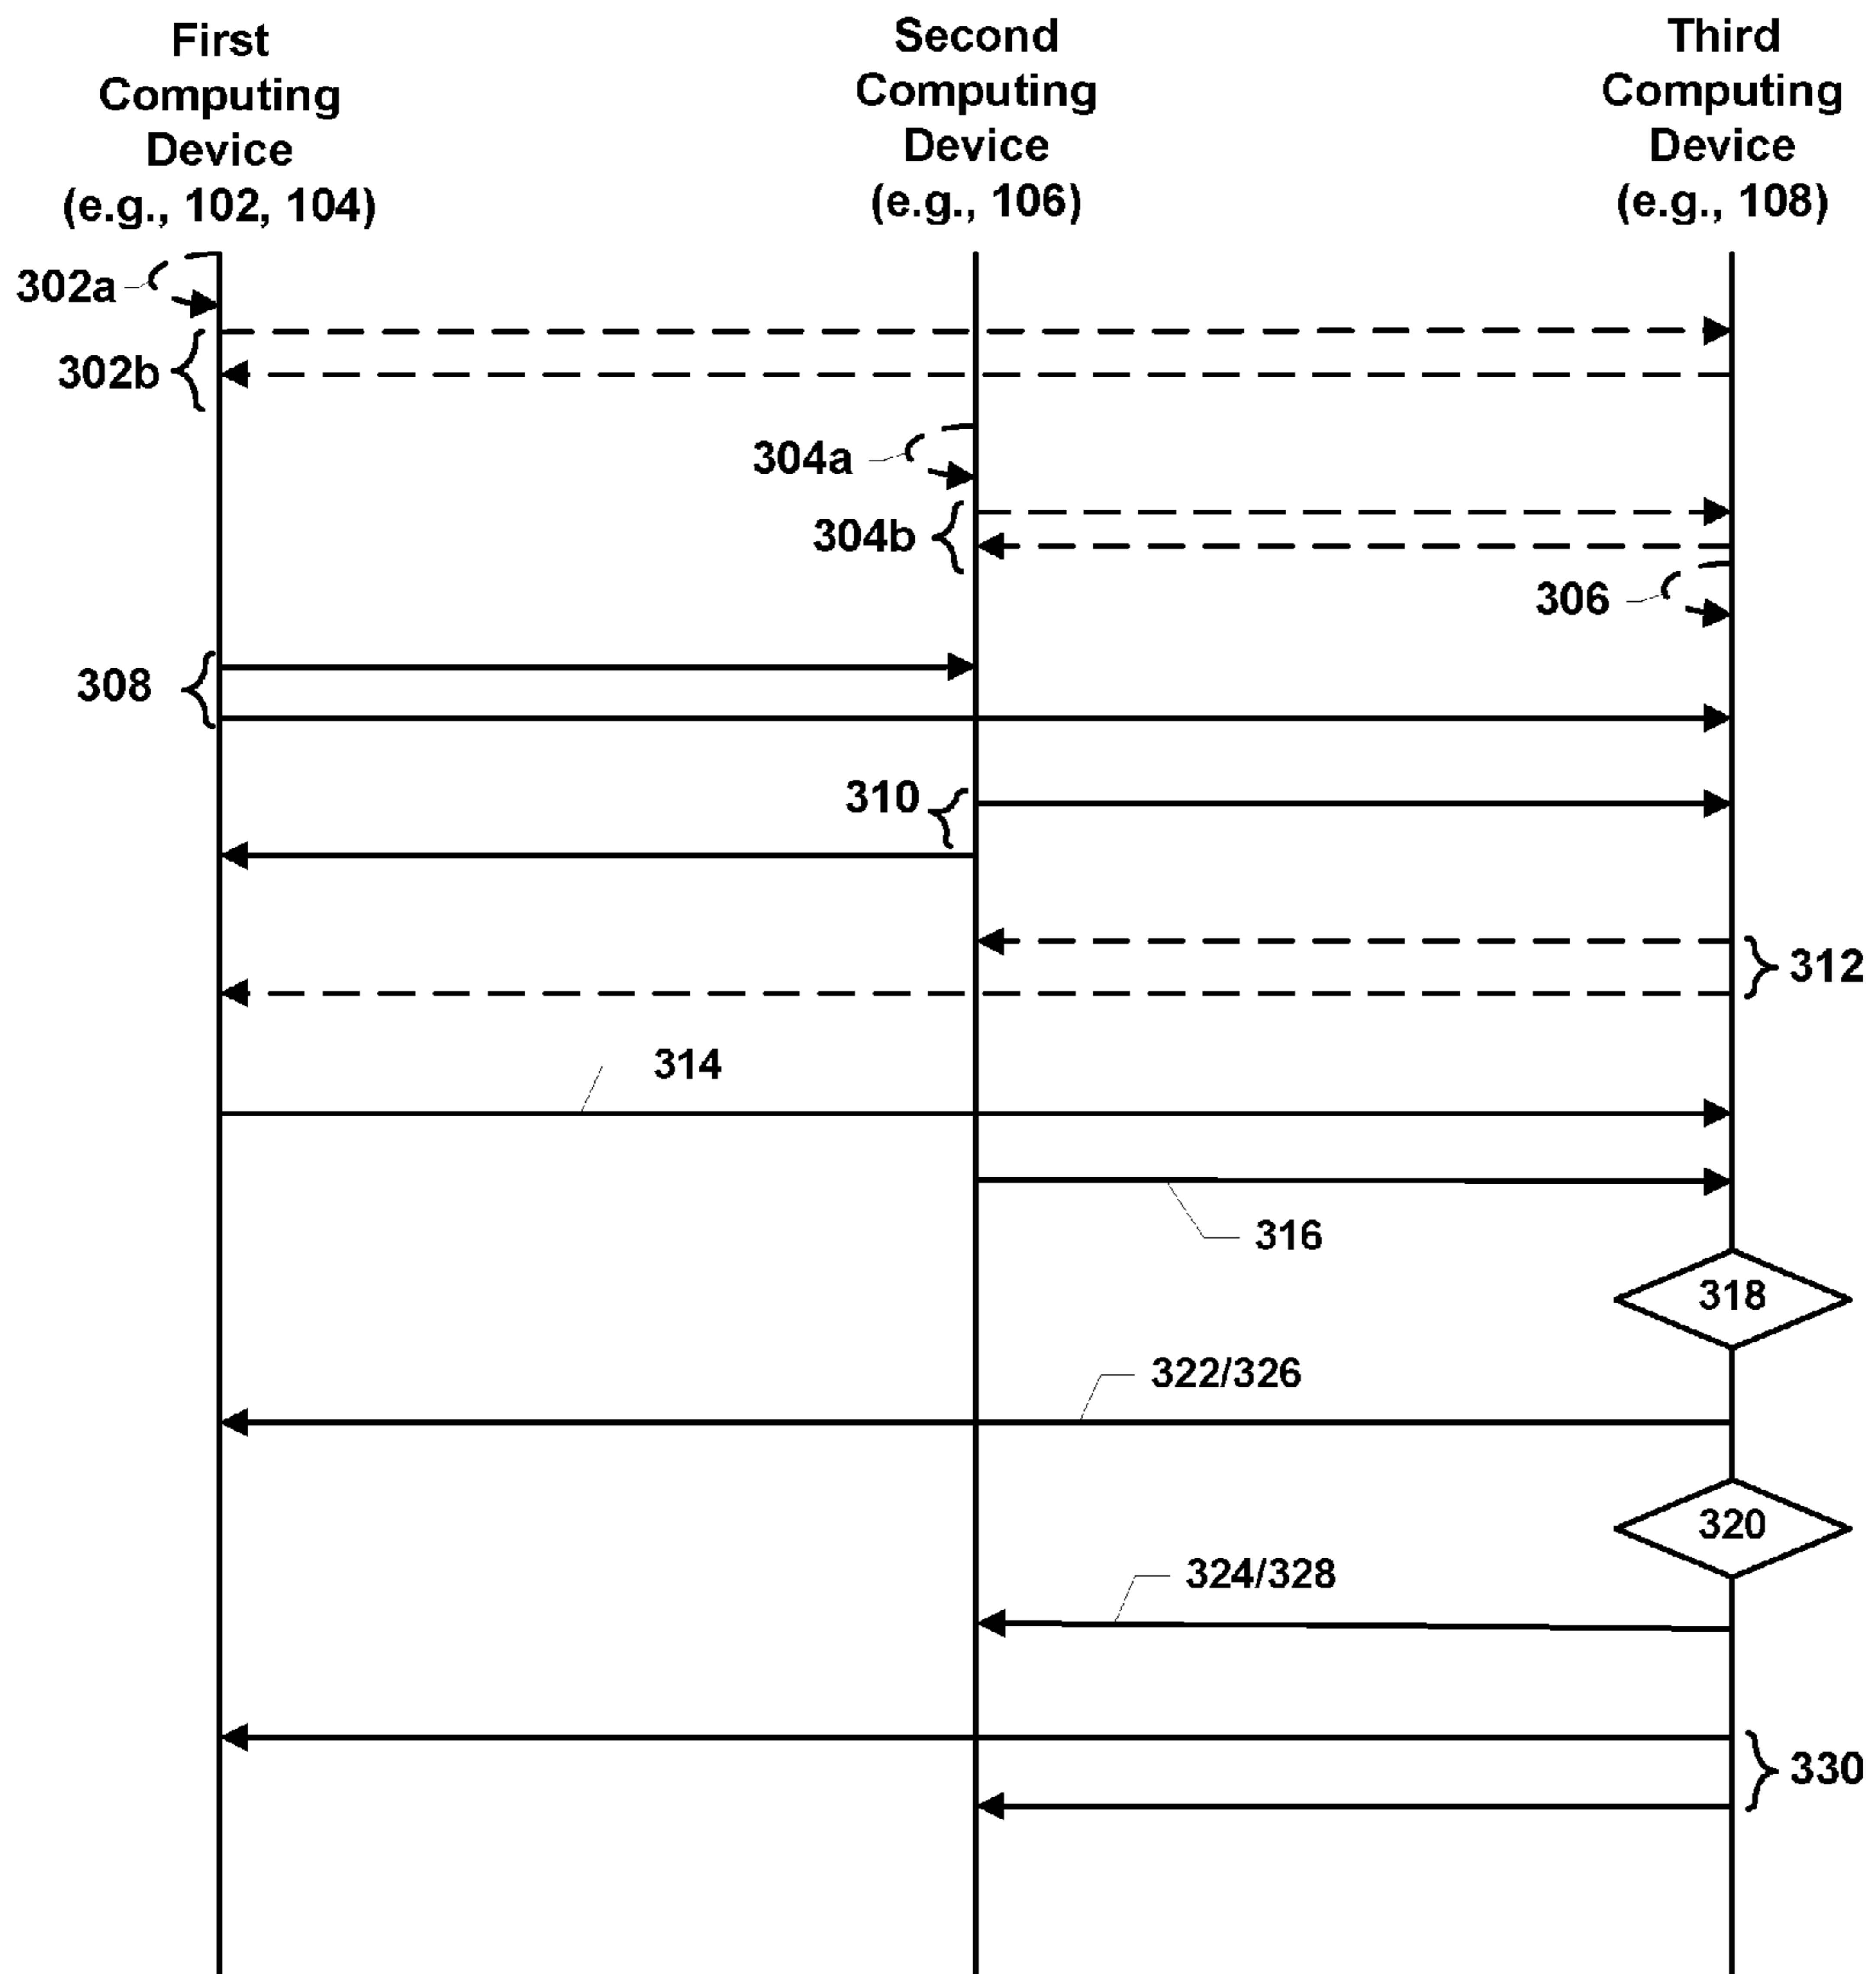 First
Computing
Device
(e.g., 102, 104)
Second
Computing
Device
(e.g., 106)
Third
Computing
Device
(e.g., 108)
302a
302b
304a
304b
306
308
310
312
314
316
318
322/326
320
324/328
330